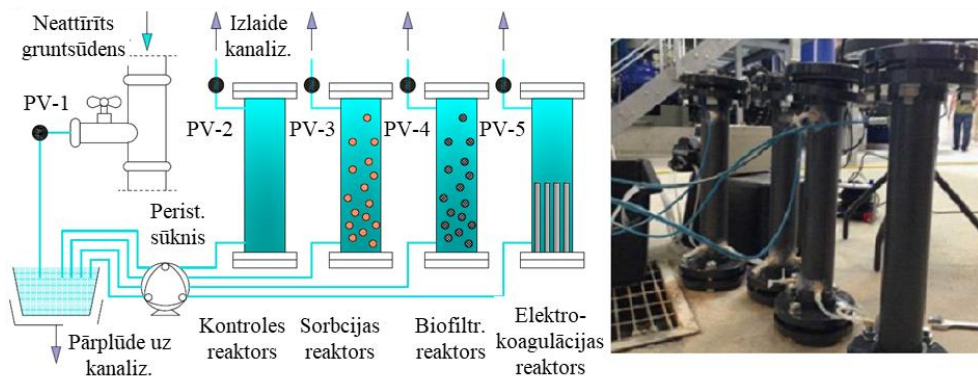 Neattīrīts
gruntsūdens
Izlaide
kanaliz.
PV-1
PV-2
PV-3
PV-4
PV-5
Perist.
sūknis
Pārplūde uz
kanaliz.
Kontroles
reaktors
Sorbcijas
reaktors
Biofiltr.
reaktors
Elektro-
koagulācijas
reaktors